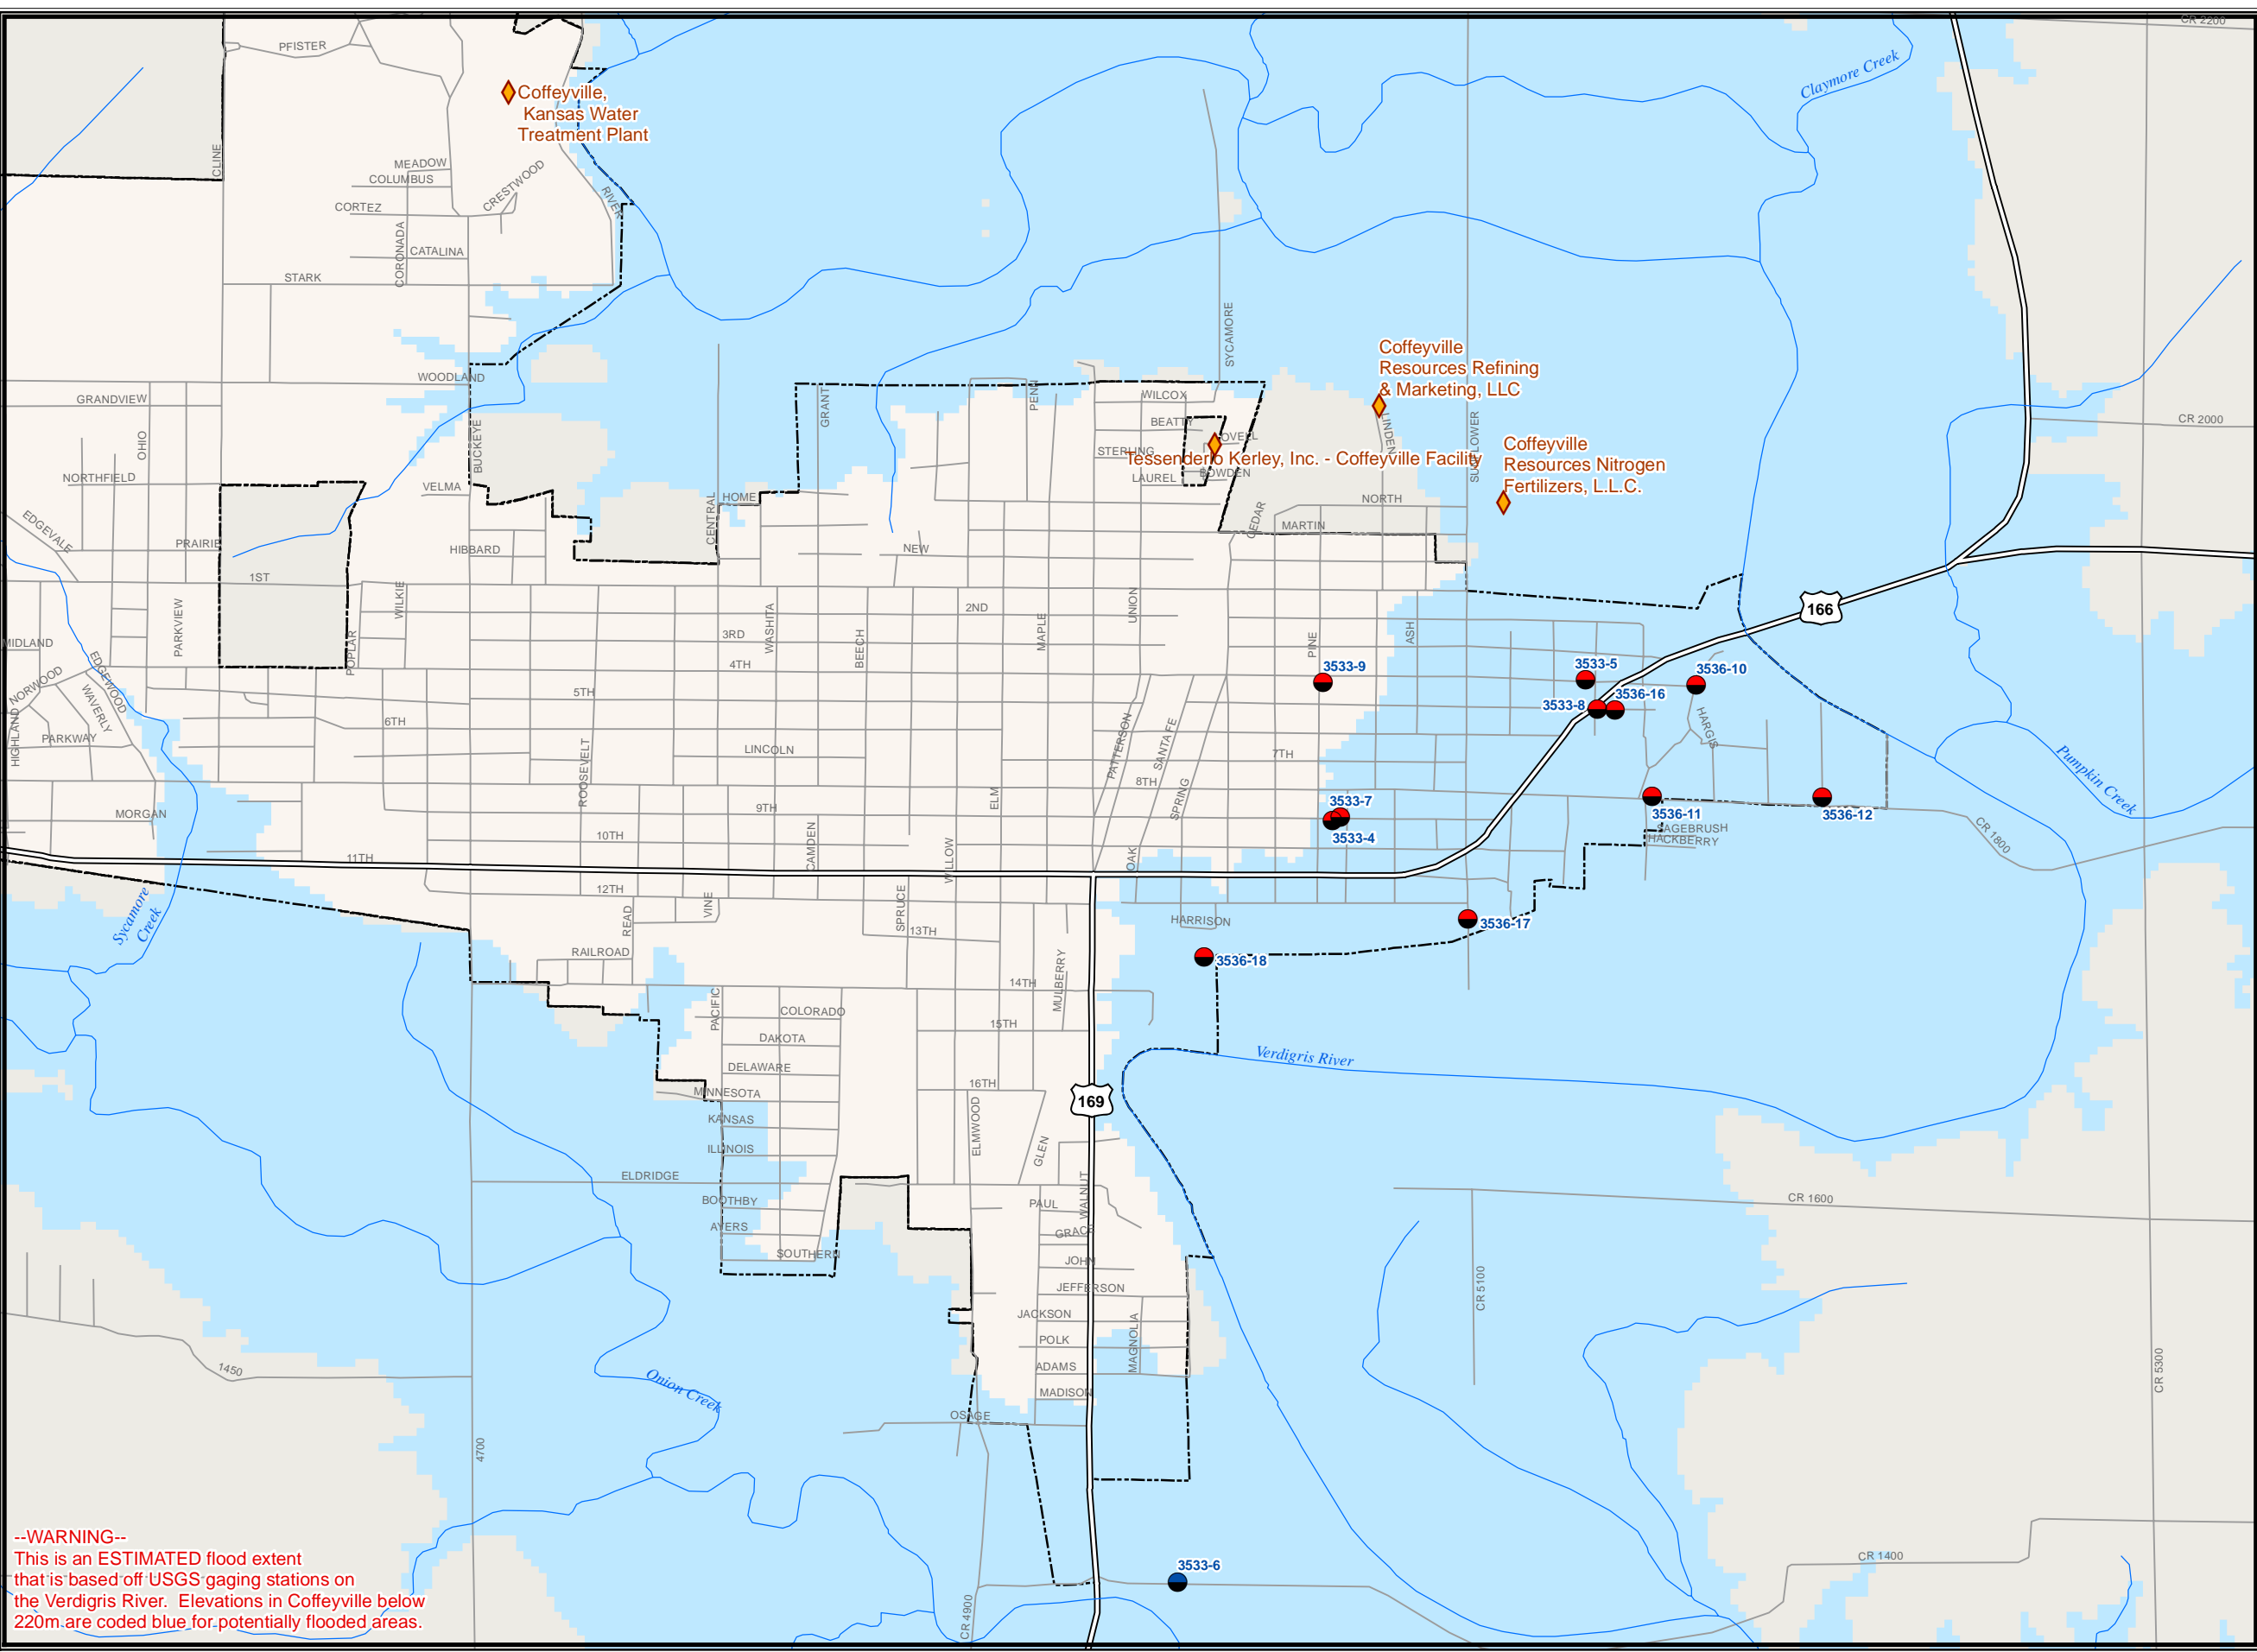 CR 2200
PFISTER
Claymore Creek
Coffeyville,
Kansas Water
Treatment Plant
CLINE
MEADOW
COLUMBUS
CRESTWOOD
RIVER
CORTEZ
CORONADA
CATALINA
STARK
SYCAMORE
Coffeyville
Resources Refining
& Marketing, LLC
WOODLAND
GRANDVIEW
GRANT
PENN
WILCOX
BEATTY
LINDEN
SUNFLOWER
CR 2000
OHIO
BUCKEYE
STERLING
OVELL
Tessenderlo Kerley, Inc. - Coffeyville Facility
Coffeyville
Resources Nitrogen
Fertilizers, L.L.C.
NORTHFIELD
VELMA
LAUREL
BOWDEN
HOME
NORTH
CENTRAL
CEDAR
MARTIN
EDGEVALE
PRAIRIE
HIBBARD
NEW
1ST
WILKIE
2ND
UNION
166
PARKVIEW
WASHITA
MAPLE
3RD
BEECH
PINE
ASH
MIDLAND
POPLAR
4TH
3533-9
3533-5
3536-10
NORWOOD
EDGEWOOD
WAVERLY
5TH
3536-16
3533-8
6TH
HIGHLAND
PARKWAY
LINCOLN
PATTERSON
SANTA FE
7TH
HARGIS
Pumpkin Creek
ROOSEVELT
8TH
SPRING
ELM
9TH
3533-7
3533-4
MORGAN
10TH
3536-11
3536-12
SAGEBRUSH
HACKBERRY
CR 1800
11TH
CAMDEN
WILLOW
OAK
12TH
VINE
SPRUCE
READ
HARRISON
3536-17
Sycamore
Creek
13TH
RAILROAD
3536-18
14TH
MULBERRY
PACIFIC
COLORADO
15TH
DAKOTA
Verdigris River
DELAWARE
16TH
MINNESOTA
169
KANSAS
ELMWOOD
ILLINOIS
GLEN
ELDRIDGE
WALNUT
BOOTHBY
PAUL
CR 1600
AYERS
GRACE
SOUTHERN
JOHN
JEFFERSON
CR 5100
JACKSON
MAGNOLIA
POLK
1450
ADAMS
CR 5300
Onion Creek
MADISON
OSAGE
4700
--WARNING--
This is an ESTIMATED flood extent
that is based off USGS gaging stations on
the Verdigris River. Elevations in Coffeyville below
220m are coded blue for potentially flooded areas.
3533-6
CR 1400
CR 4900